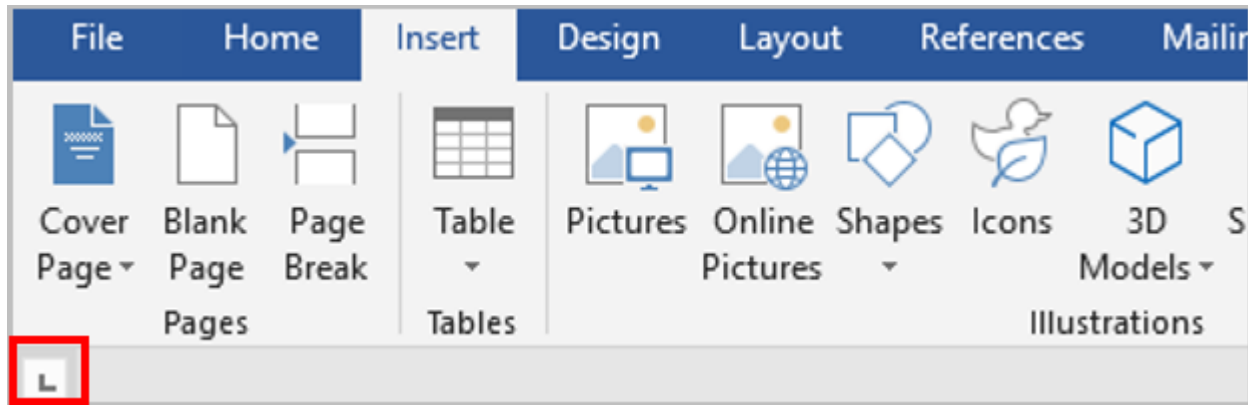 File Home Insert Design Layout References Mailin
Cover Blank Page Table Pictures Online Shapes Icons 3D S
Page Page Break Pictures Models
Pages Tables Illustrations